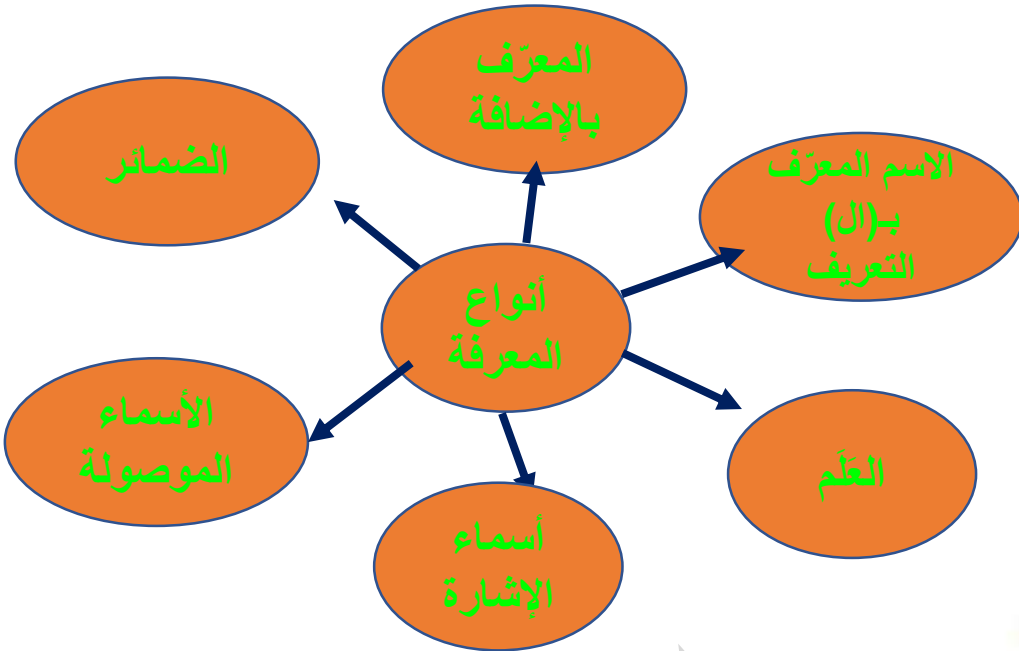 المعرّف
بالإضافة
الضمائر
الاسم المعرّف
بـ(ال)
التعريف
أنواع
المعرفة
الأسماء
الموصولة
العَلَم
أسماء
الإشارة